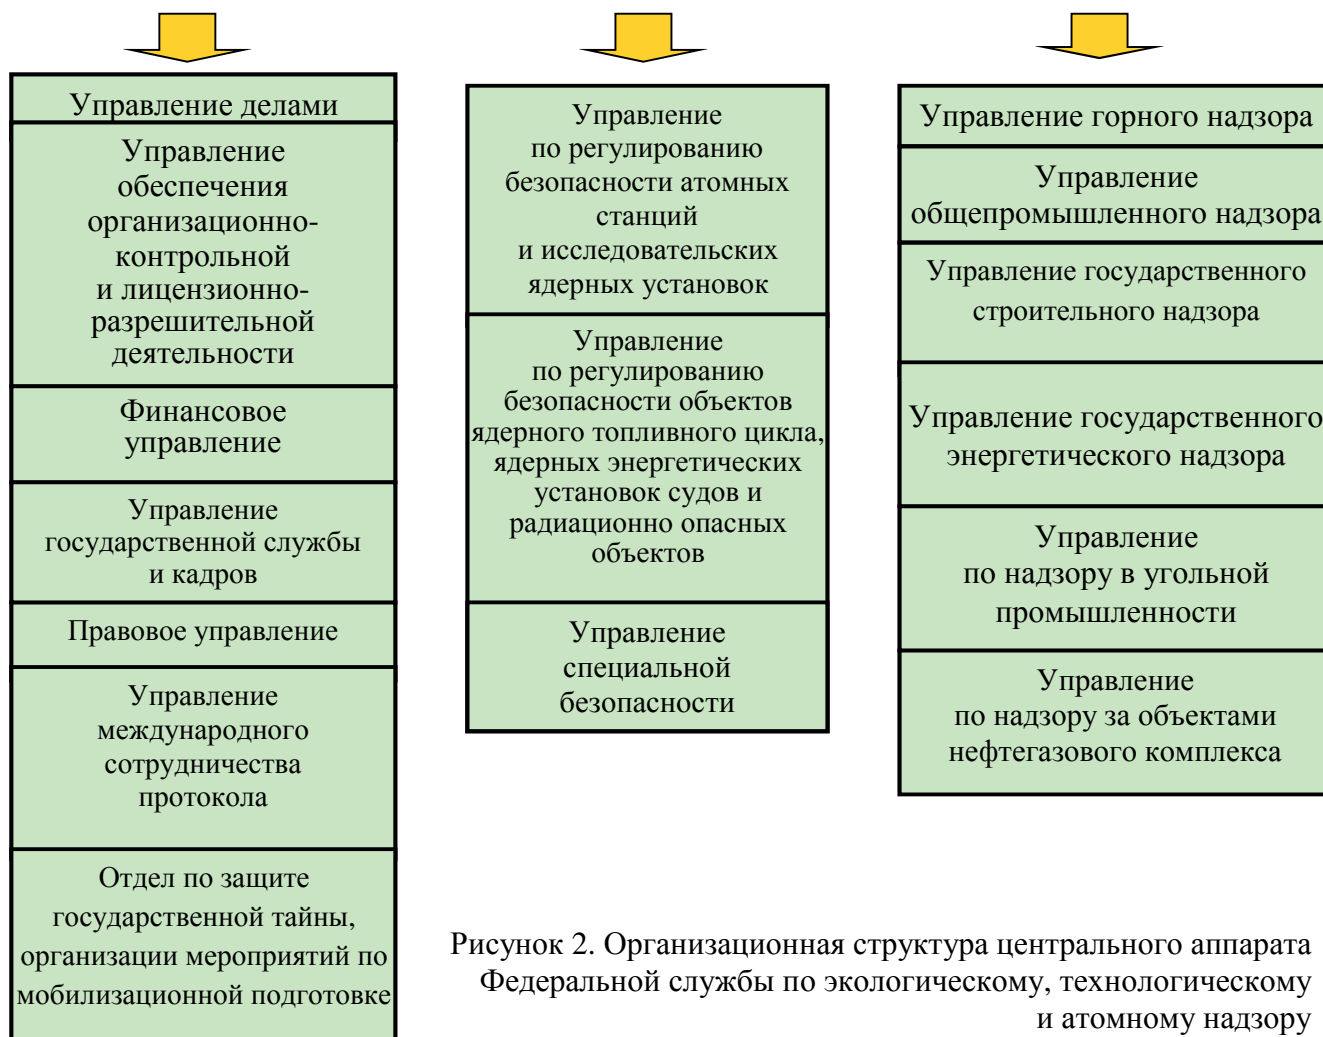 Управление делами
Управление
обеспечения
организационно-
контрольной
и лицензионно-
разрешительной
деятельности
Финансовое
управление
Управление
государственной службы
и кадров
Правовое управление
Управление
международного
сотрудничества
протокола
Отдел по защите
государственной тайны,
организации мероприятий по
мобилизационной подготовке
Управление
по регулированию
безопасности атомных
станций
и исследовательских
ядерных установок
Управление
по регулированию
безопасности объектов
ядерного топливного цикла,
ядерных энергетических
установок судов и
радиационно опасных
объектов
Управление
специальной
безопасности
Управление горного надзора
Управление
общепромышленного надзора
Управление государственного
строительного надзора
Управление государственного
энергетического надзора
Управление
по надзору в угольной
промышленности
Управление
по надзору за объектами
нефтегазового комплекса
Рисунок 2. Организационная структура центрального аппарата
Федеральной службы по экологическому, технологическому
и атомному надзору